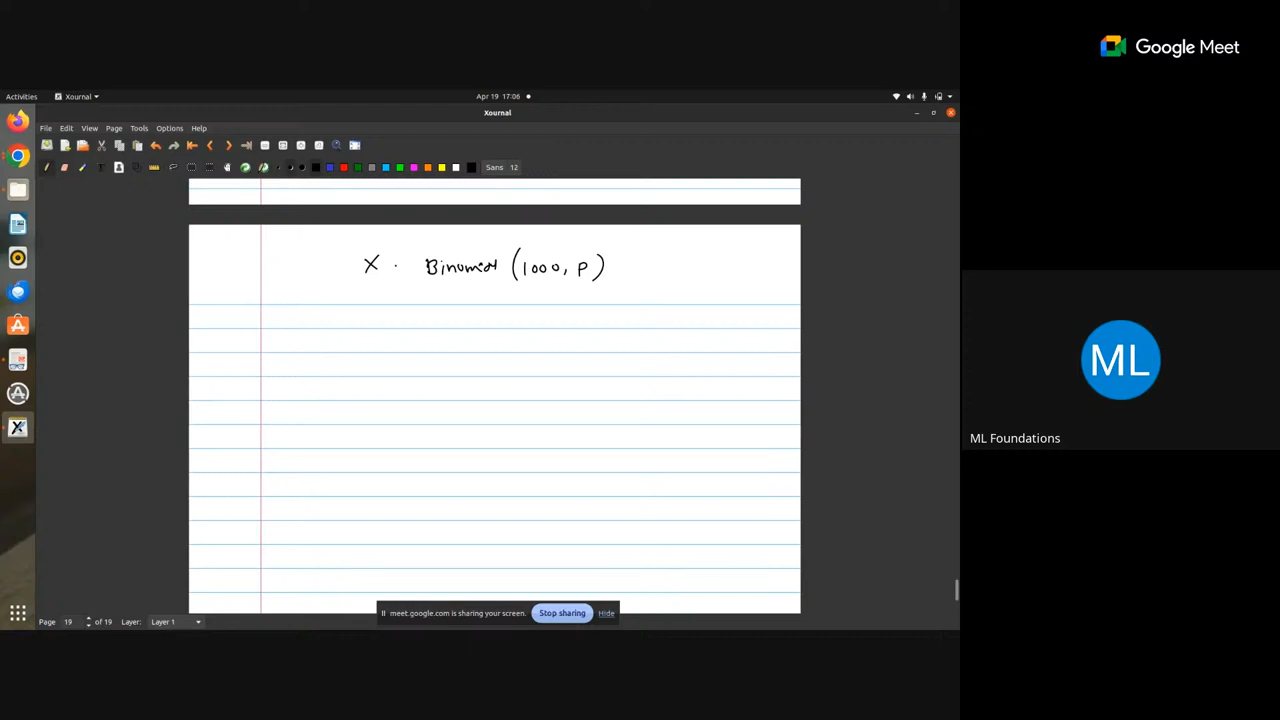 Google Meet
Activities
Xournal
Apr 19 17:06
Xournal
File Edit View Page Tools Options Help
Sans 12
X . Binomial (1000, P)
ML
ML Foundations
meet.google.com is sharing your screen. Stop sharing Hide
Page 19 of 19 Layer: Layer 1